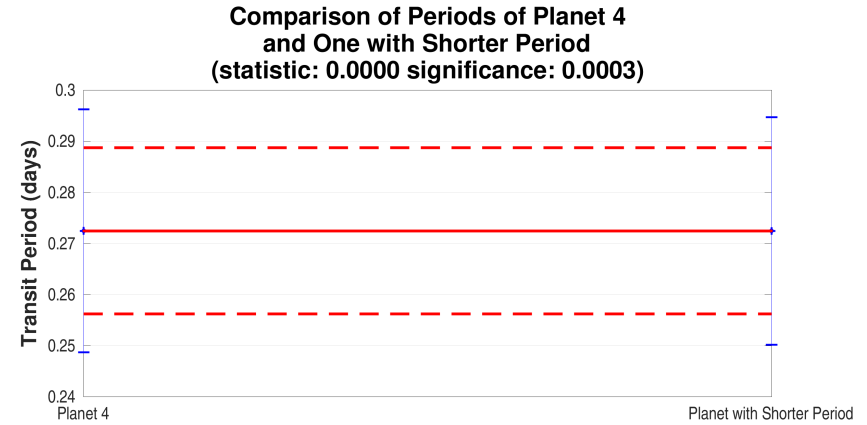 Comparison of Periods of Planet 4
and One with Shorter Period
(statistic: 0.0000 significance: 0.0003)
Transit Period (days)
0.3
0.29
0.28
0.27
0.26
0.25
0.24
Planet 4
Planet with Shorter Period